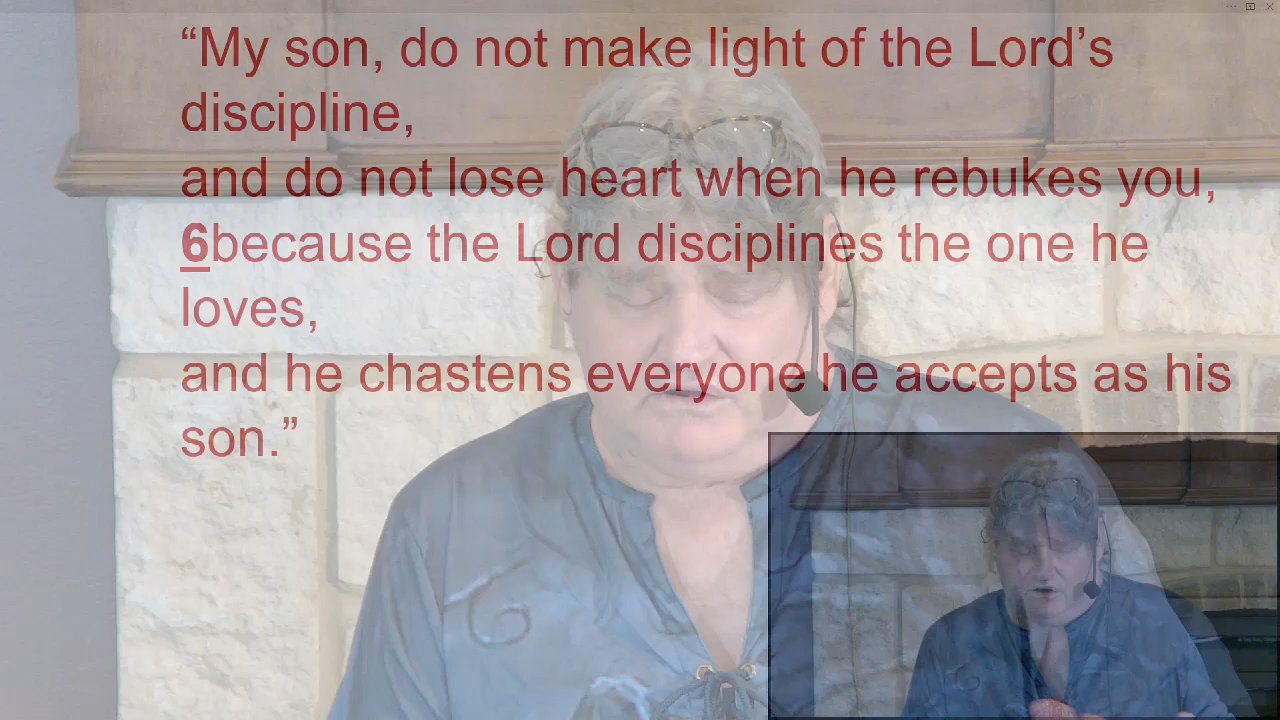 “My son, do not make light of the Lord’s
discipline,
and do not lose heart when he rebukes you,
6because the Lord disciplines the one he
loves,
and he chastens everyone he accepts as his
son.”